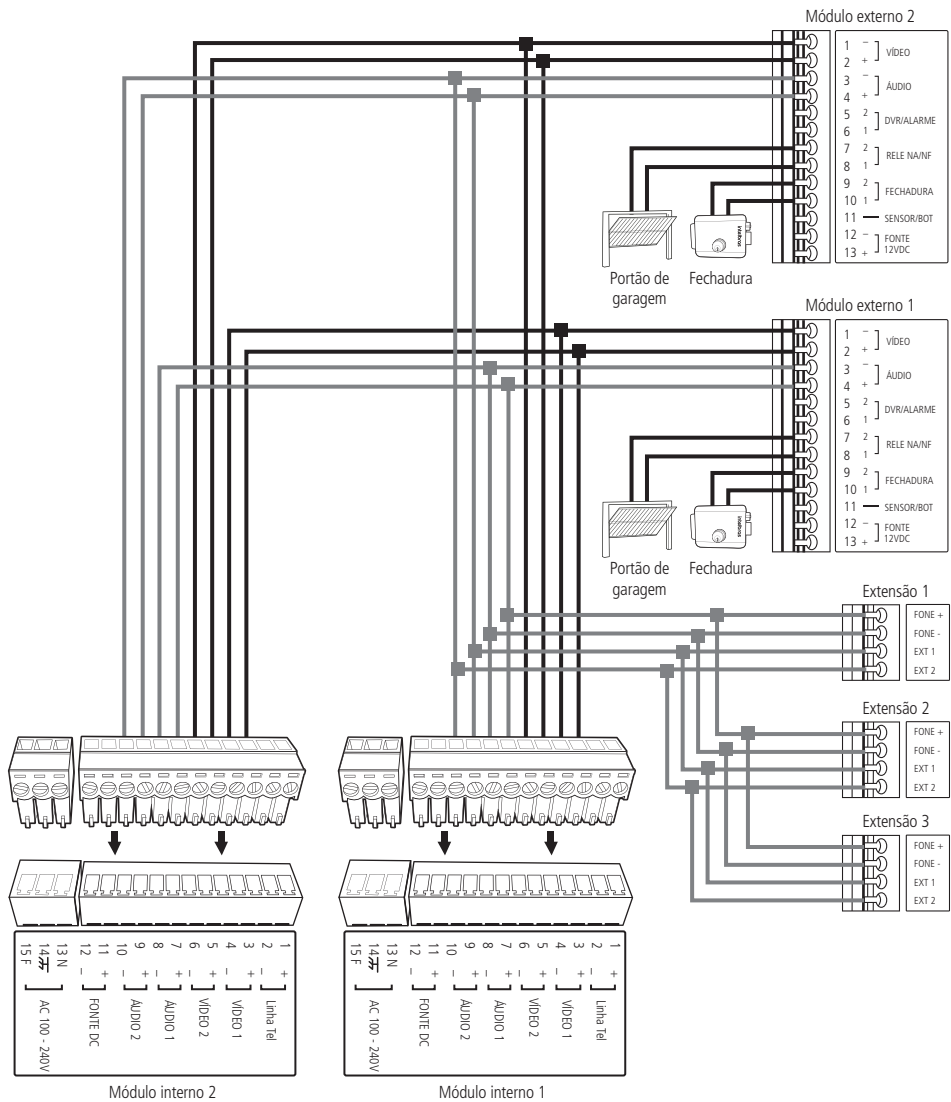 Módulo externo 2
1 − VÍDEO
2 +
3 − ÁUDIO
4 +
5 2 DVR/ALARME
6 1
7 2 RELE NA/NF
8 1
9 2 FECHADURA
10 1
11 SENSOR/BOT
12 − FONTE
13 + 12VDC
intelbras
Portão de
garagem
Fechadura
Módulo externo 1
1 − VÍDEO
2 +
3 − ÁUDIO
4 +
5 2 DVR/ALARME
6 1
7 2 RELE NA/NF
8 1
9 2 FECHADURA
10 1
11 SENSOR/BOT
12 − FONTE
13 + 12VDC
intelbras
Portão de
garagem
Fechadura
Extensão 1
FONE +
FONE -
EXT 1
EXT 2
Extensão 2
FONE +
FONE -
EXT 1
EXT 2
Extensão 3
FONE +
FONE -
EXT 1
EXT 2
15 F
14
13 N
AC 100 - 240V
12 −
11 +
FONTE DC
10 −
9 +
ÁUDIO 2
8 −
7 +
ÁUDIO 1
6 −
5 +
VÍDEO 2
4 −
3 +
VÍDEO 1
2 −
1 +
Linha Tel
Módulo interno 2
15 F
14
13 N
AC 100 - 240V
12 −
11 +
FONTE DC
10 −
9 +
ÁUDIO 2
8 −
7 +
ÁUDIO 1
6 −
5 +
VÍDEO 2
4 −
3 +
VÍDEO 1
2 −
1 +
Linha Tel
Módulo interno 1